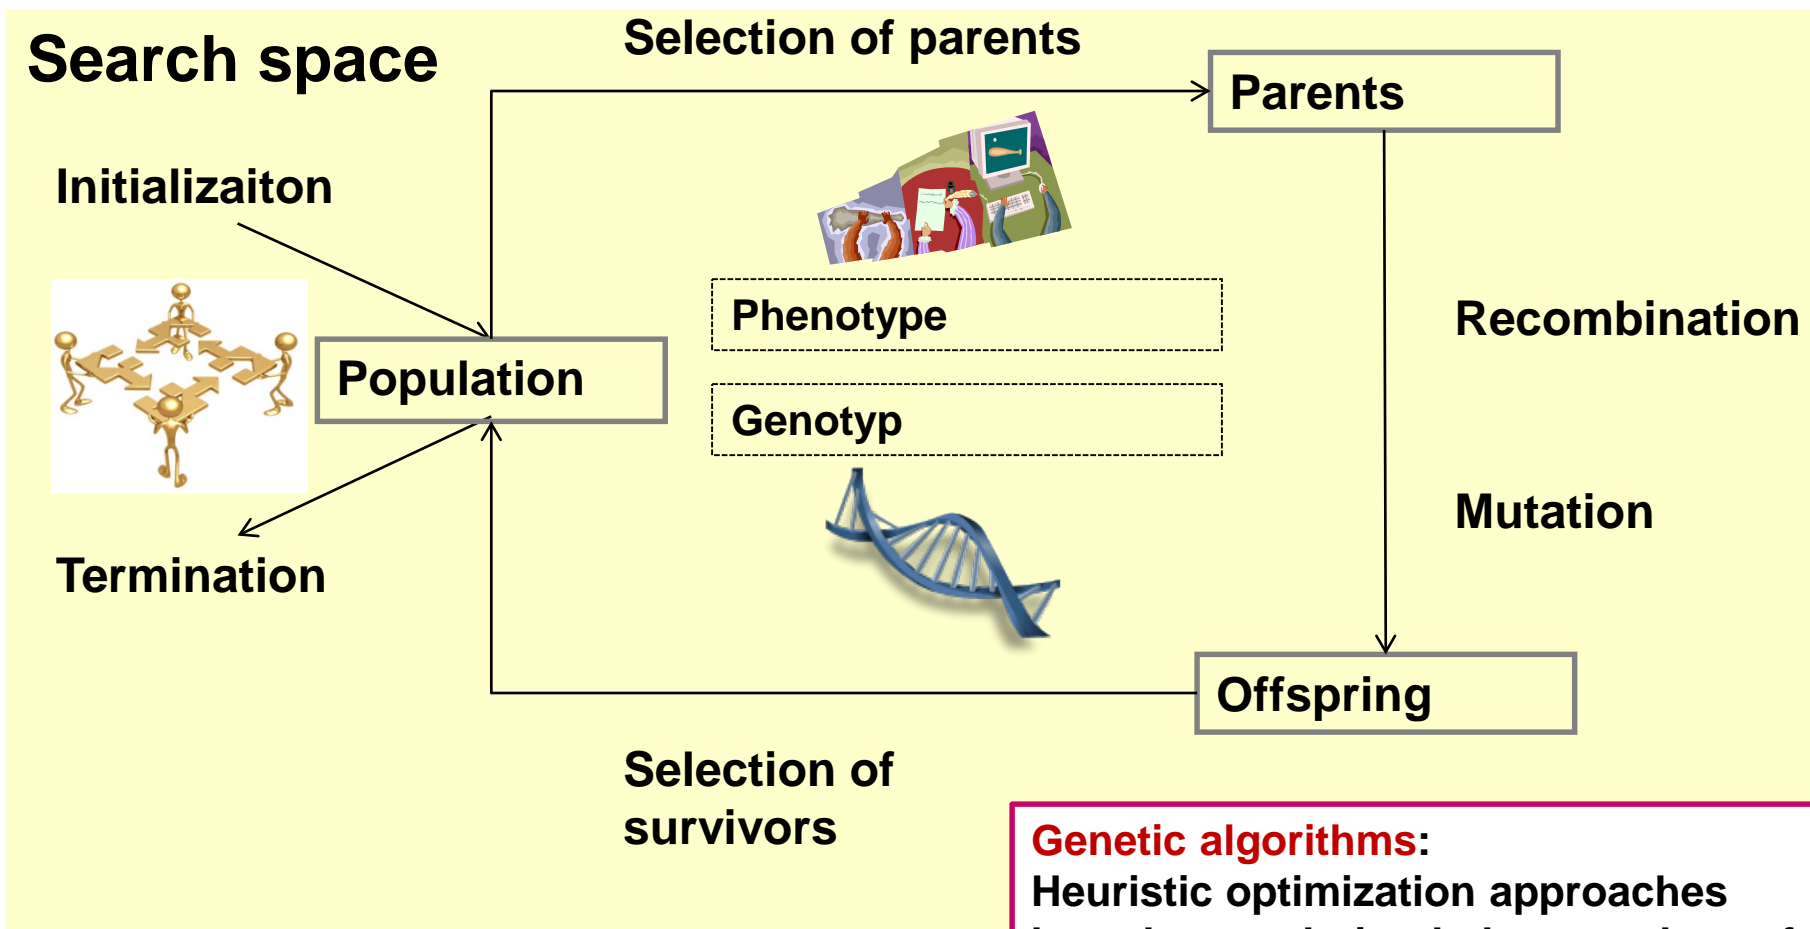 Search space
Selection of parents
Parents
Initializaiton
Phenotype
Recombination
Population
Genotyp
Mutation
Termination
Offspring
Selection of
survivors
Genetic algorithms:
Heuristic optimization approaches